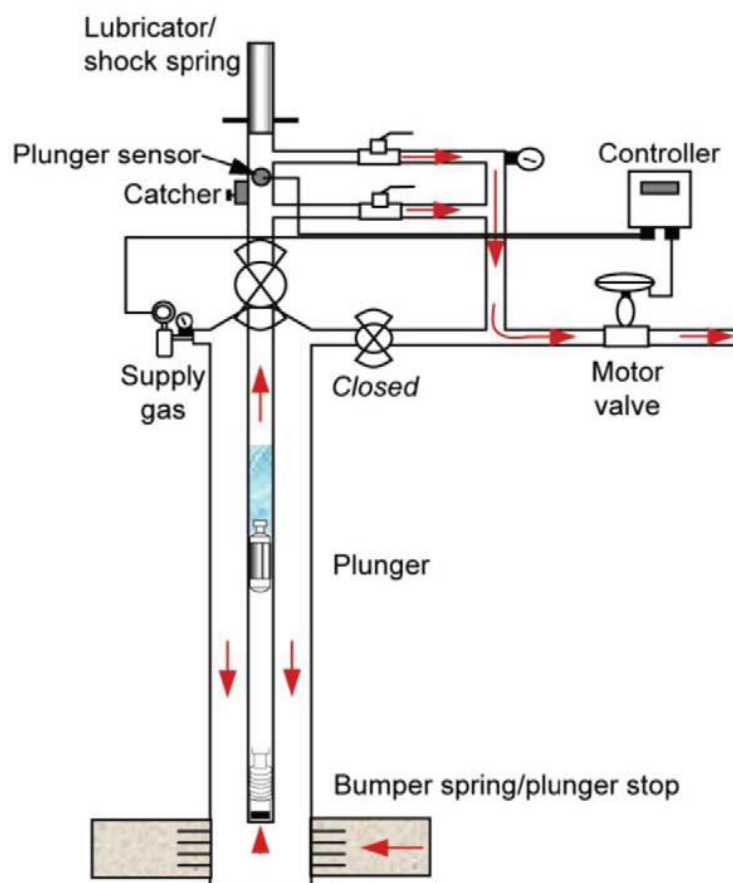 Lubricator/
shock spring
Plunger sensor
Controller
Catcher
Supply
gas
Closed
Motor
valve
Plunger
Bumper spring/plunger stop